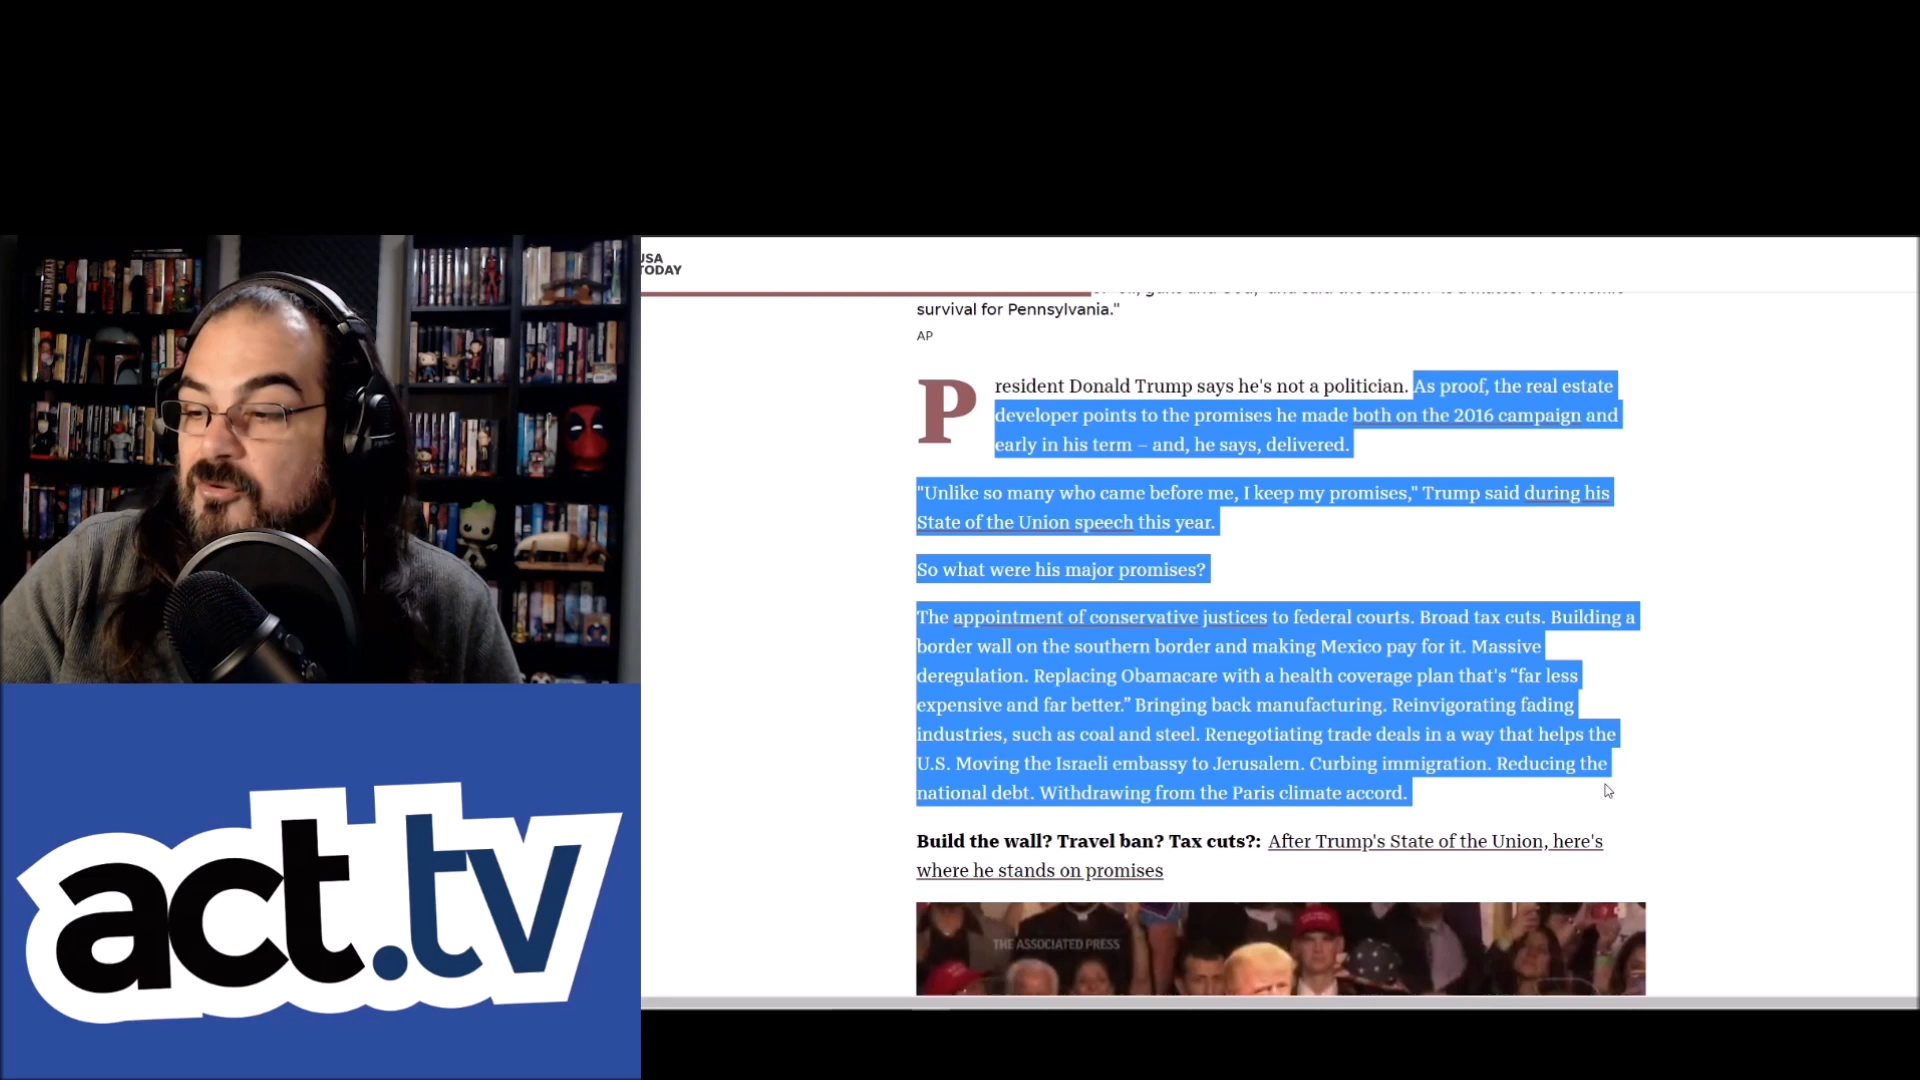 USA
TODAY
survival for Pennsylvania."
AP
President Donald Trump says he's not a politician. As proof, the real estate
developer points to the promises he made both on the 2016 campaign and
early in his term – and, he says, delivered.
"Unlike so many who came before me, I keep my promises," Trump said during his
State of the Union speech this year.
So what were his major promises?
The appointment of conservative justices to federal courts. Broad tax cuts. Building a
border wall on the southern border and making Mexico pay for it. Massive
deregulation. Replacing Obamacare with a health coverage plan that's “far less
expensive and far better.” Bringing back manufacturing. Reinvigorating fading
industries, such as coal and steel. Renegotiating trade deals in a way that helps the
U.S. Moving the Israeli embassy to Jerusalem. Curbing immigration. Reducing the
national debt. Withdrawing from the Paris climate accord.
Build the wall? Travel ban? Tax cuts?: After Trump's State of the Union, here's
where he stands on promises
THE ASSOCIATED PRESS
act.tv